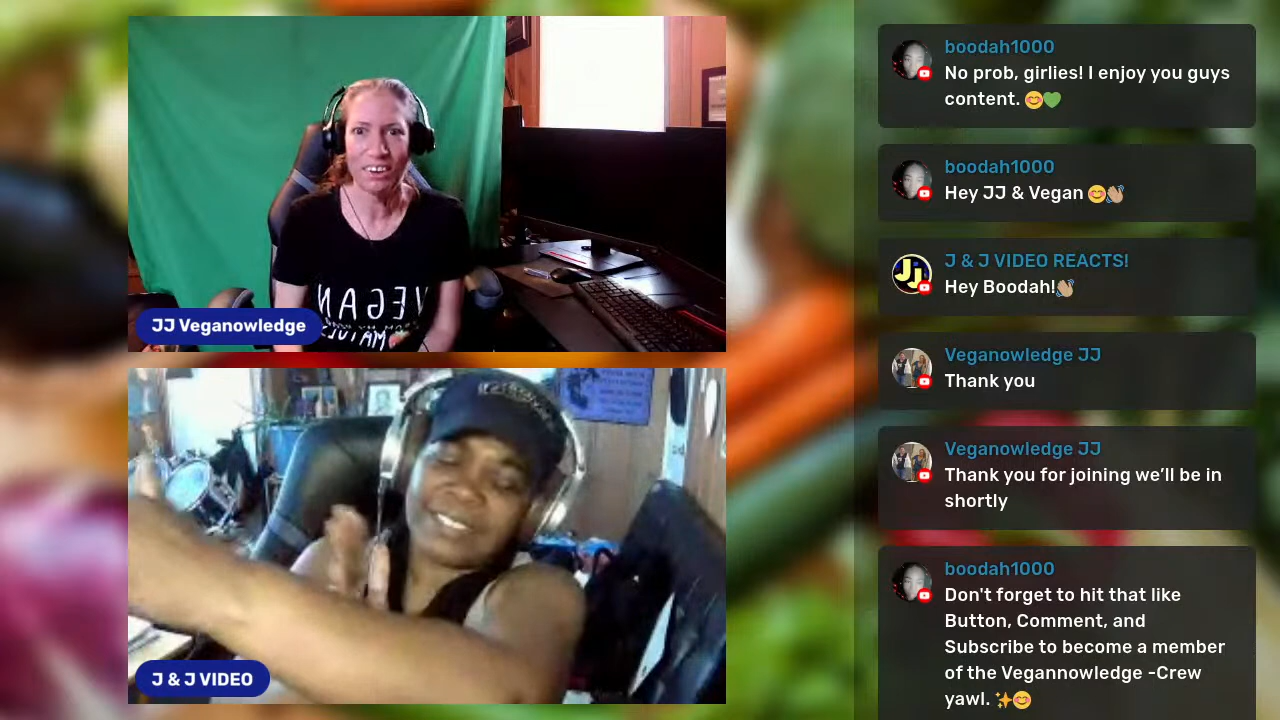 VEGAN
JJ Veganowledge
J & J VIDEO
boodah1000
No prob, girlies! I enjoy you guys
content. 😊💚
boodah1000
Hey JJ & Vegan 😊👋🏼
J & J VIDEO REACTS!
Hey Boodah!👋🏼
Veganowledge JJ
Thank you
Veganowledge JJ
Thank you for joining we’ll be in
shortly
boodah1000
Don't forget to hit that like
Button, Comment, and
Subscribe to become a member
of the Vegannowledge -Crew
yawl. ✨😊